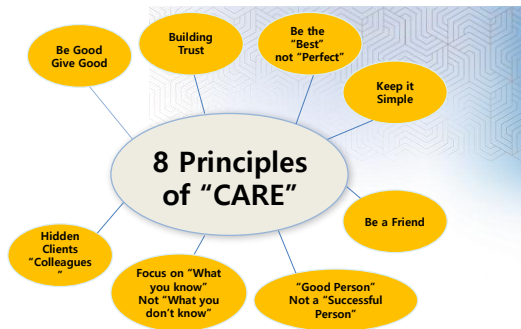 Be Good
Give Good
Building
Trust
Be the
“Best”
not “Perfect”
Keep it
Simple
8 Principles
of “CARE”
Be a Friend
Hidden
Clients
“Colleagues
”
Focus on “What
you know”
Not “What you
don’t know”
“Good Person”
Not a “Successful
Person”